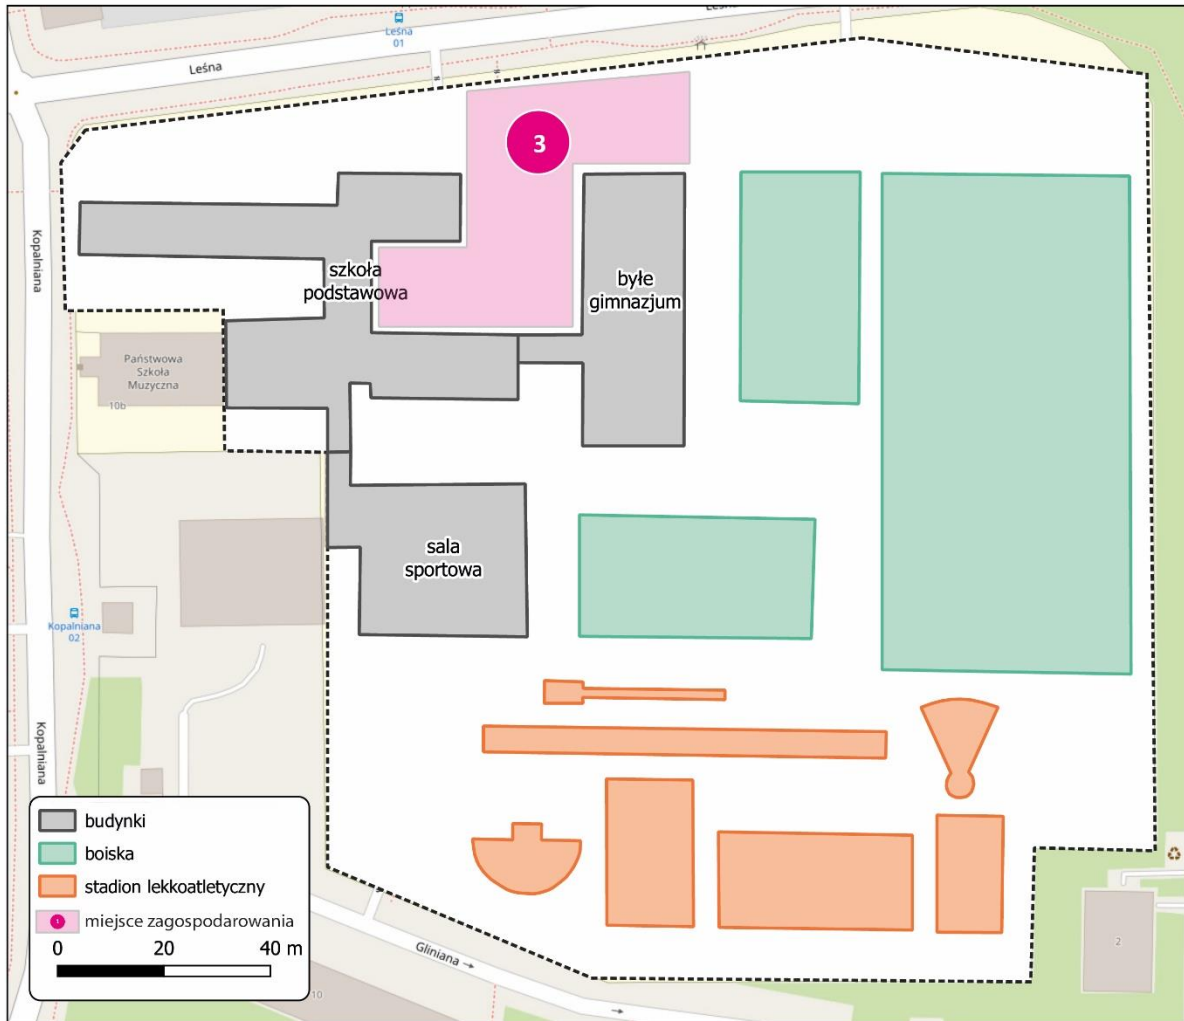 Leśna
01
Leśna
3
Kopalniana
szkoła
podstawowa
byłe
gimnazjum
Państwowa
Szkoła
Muzyczna
10b
sala
sportowa
Kopalniana
02
Kopalniana
budynki
boiska
stadion lekkoatletyczny
miejsce zagospodarowania
0 20 40 m
Gliniana →
10
2